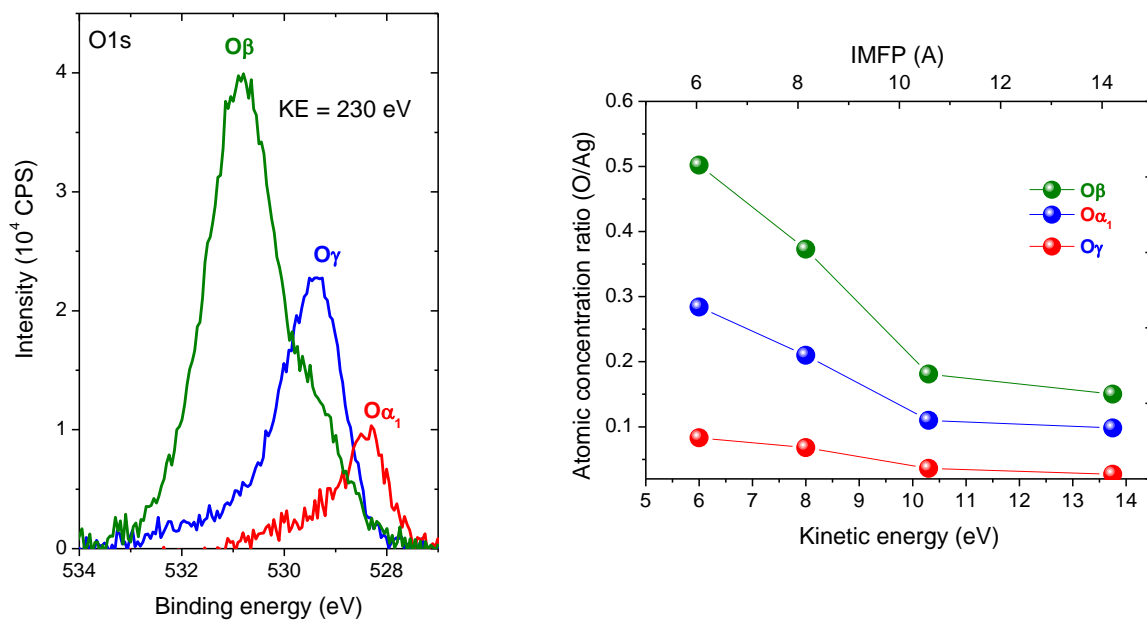 O1s
Oβ
KE = 230 eV
Oγ
Oα₁
Intensity (10⁴ CPS)
4
3
2
1
0
534 532 530 528
Binding energy (eV)
IMFP (A)
6 8 10 12 14
0.6
0.5
0.4
0.3
0.2
0.1
Atomic concentration ratio (O/Ag)
Oβ
Oα₁
Oγ
5 6 7 8 9 10 11 12 13 14
Kinetic energy (eV)